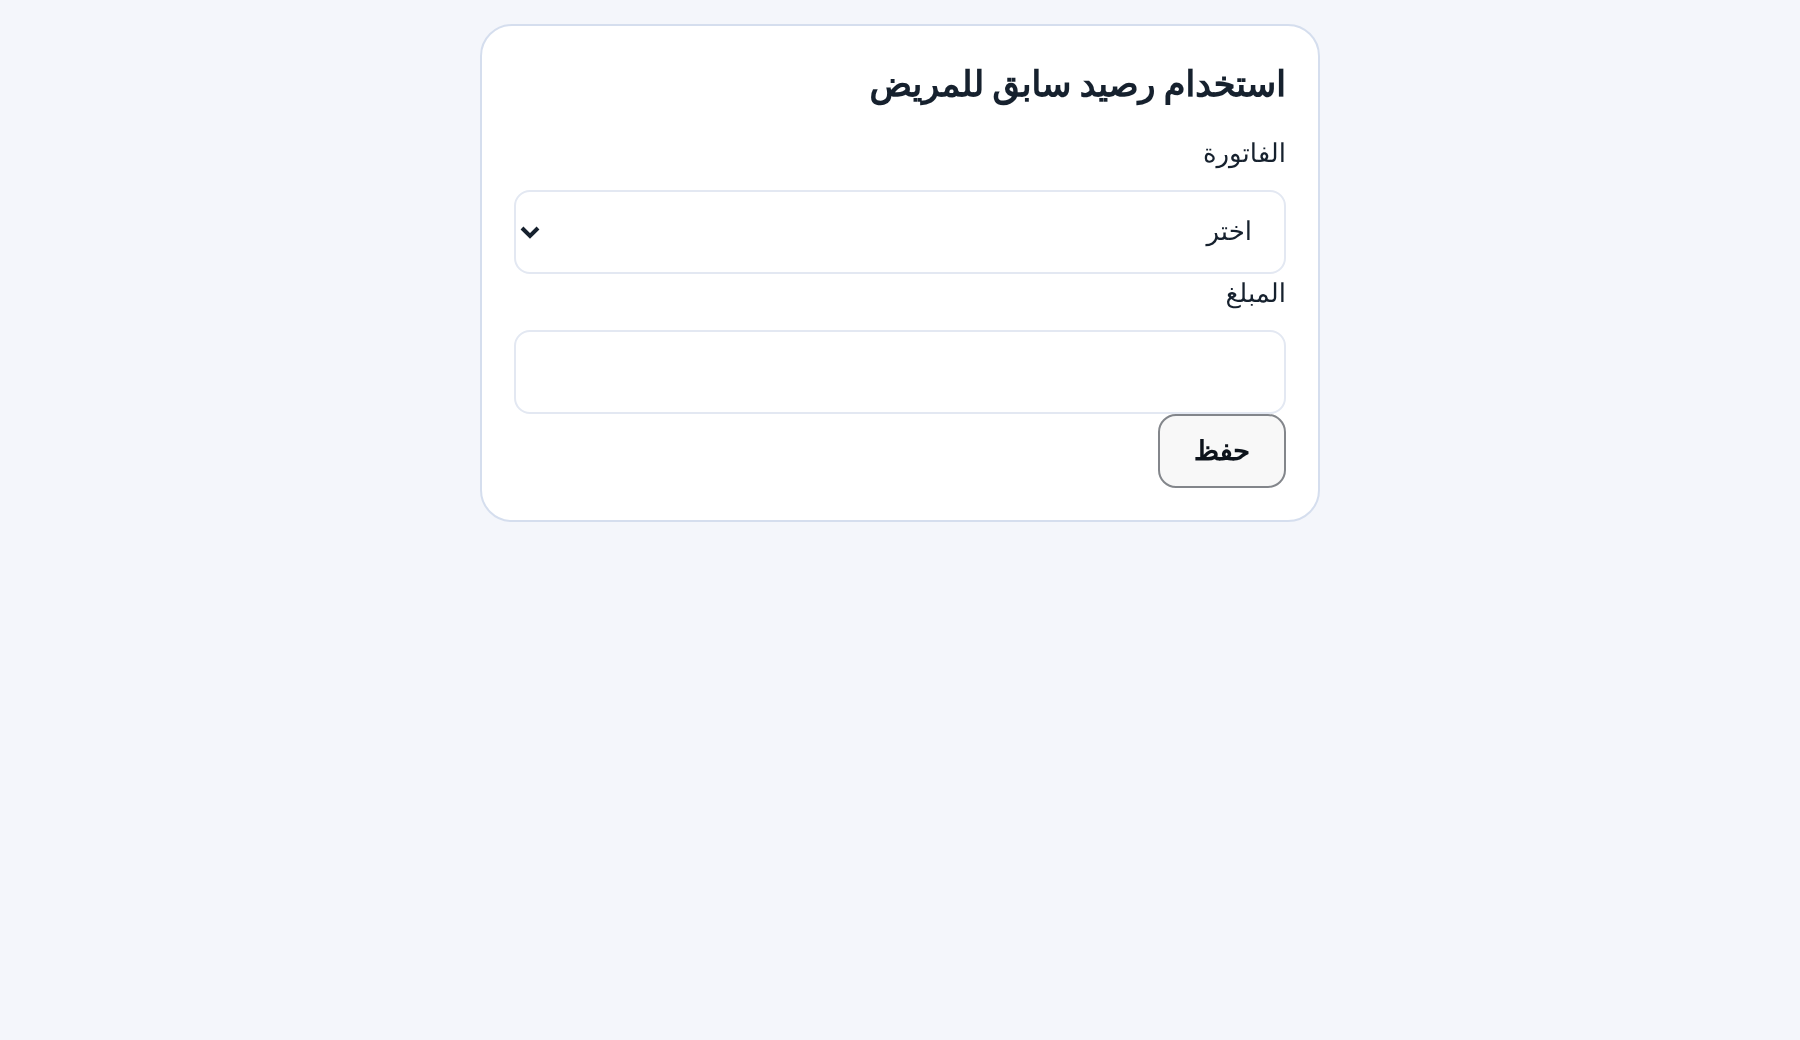 استخدام رصيد سابق للمريض
الفاتورة
اختر
المبلغ
حفظ